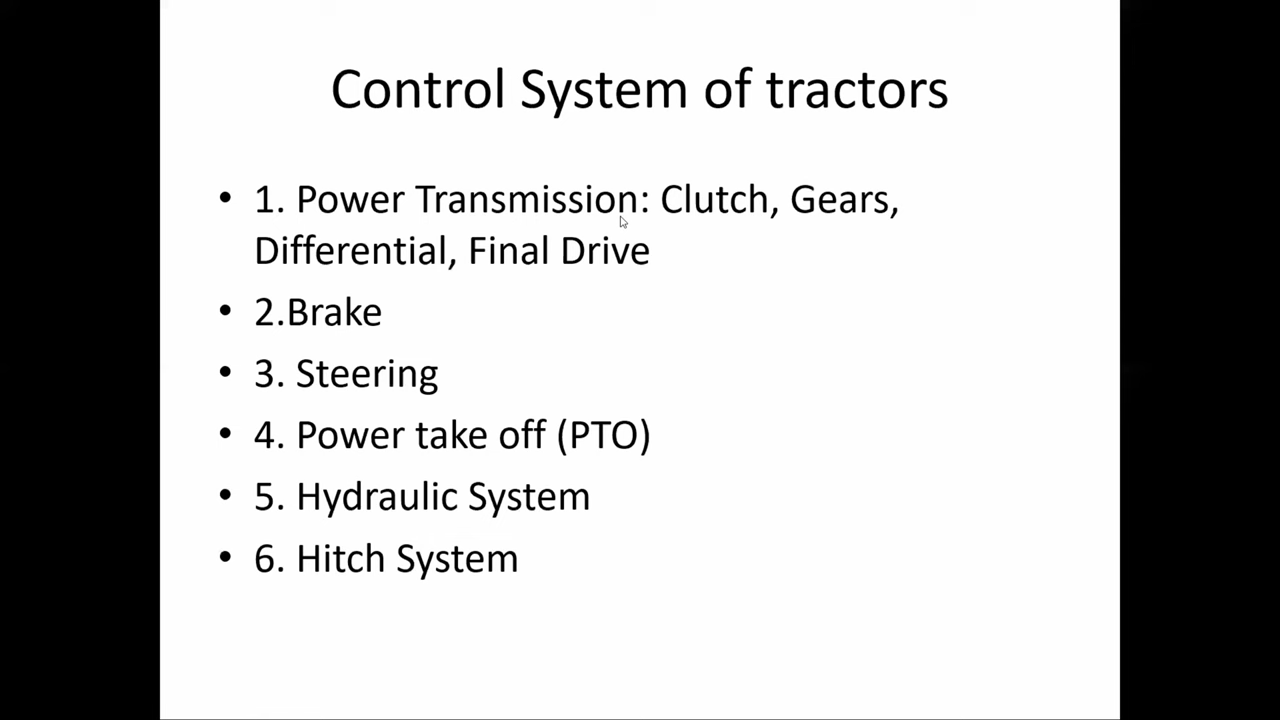 Control System of tractors
• 1. Power Transmission: Clutch, Gears,
Differential, Final Drive
• 2.Brake
• 3. Steering
• 4. Power take off (PTO)
• 5. Hydraulic System
• 6. Hitch System